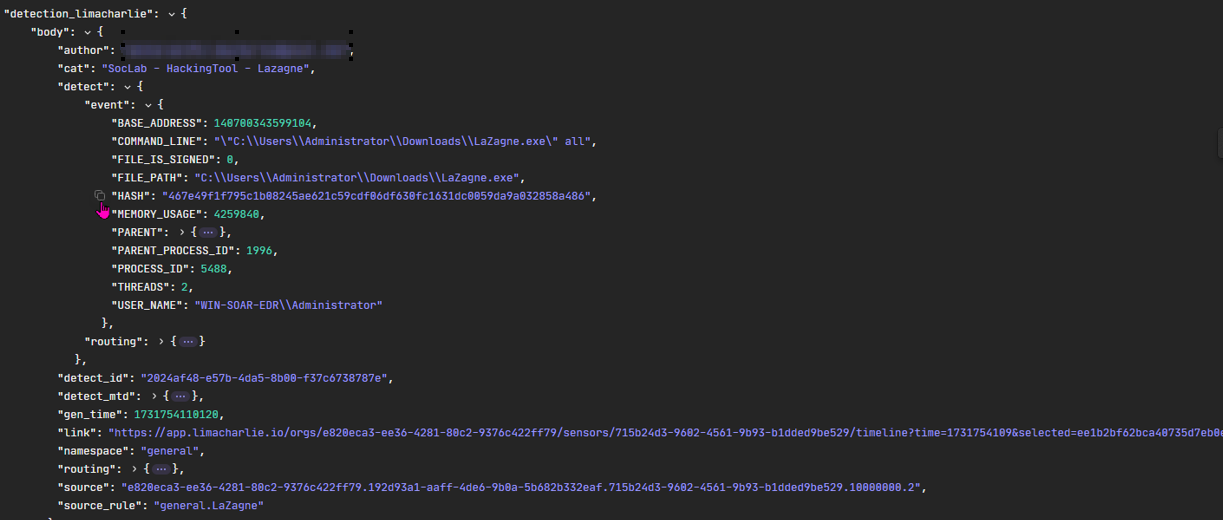 "detection_limacharlie": {
"body": {
"author": ,
"cat": "SocLab - HackingTool - Lazagne",
"detect": {
"event": {
"BASE_ADDRESS": 140700343599104,
"COMMAND_LINE": "\"C:\\Users\\Administrator\\Downloads\\LaZagne.exe\" all",
"FILE_IS_SIGNED": 0,
"FILE_PATH": "C:\\Users\\Administrator\\Downloads\\LaZagne.exe",
"HASH": "467e49f1f795c1b08245ae621c59cdf06df630fc1631dc0059da9a032858a486",
"MEMORY_USAGE": 4259840,
"PARENT": { ... },
"PARENT_PROCESS_ID": 1996,
"PROCESS_ID": 5488,
"THREADS": 2,
"USER_NAME": "WIN-SOAR-EDR\\Administrator"
},
"routing": { ... }
},
"detect_id": "2024af48-e57b-4da5-8b00-f37c6738787e",
"detect_mtd": { ... },
"gen_time": 1731754110120,
"link": "https://app.limacharlie.io/orgs/e820eca3-ee36-4281-80c2-9376c422ff79/sensors/715b24d3-9602-4561-9b93-b1dded9be529/timeline?time=1731754109&selected=ee1b2bf62bca40735d7eb0e
"namespace": "general",
"routing": { ... },
"source": "e820eca3-ee36-4281-80c2-9376c422ff79.192d93a1-aaff-4de6-9b0a-5b682b332eaf.715b24d3-9602-4561-9b93-b1dded9be529.10000000.2",
"source_rule": "general.LaZagne"